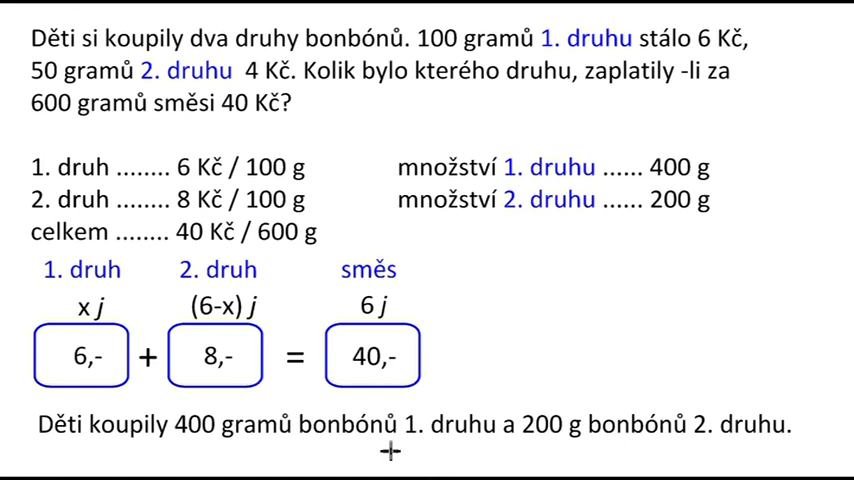 Děti si koupily dva druhy bonbónů. 100 gramů 1. druhu stálo 6 Kč,
50 gramů 2. druhu 4 Kč. Kolik bylo kterého druhu, zaplatily -li za
600 gramů směsi 40 Kč?
1. druh ........ 6 Kč / 100 g
2. druh ........ 8 Kč / 100 g
celkem ........ 40 Kč / 600 g
množství 1. druhu ...... 400 g
množství 2. druhu ...... 200 g
1. druh 2. druh směs
x j (6-x) j 6 j
6,- + 8,- = 40,-
Děti koupily 400 gramů bonbónů 1. druhu a 200 g bonbónů 2. druhu.